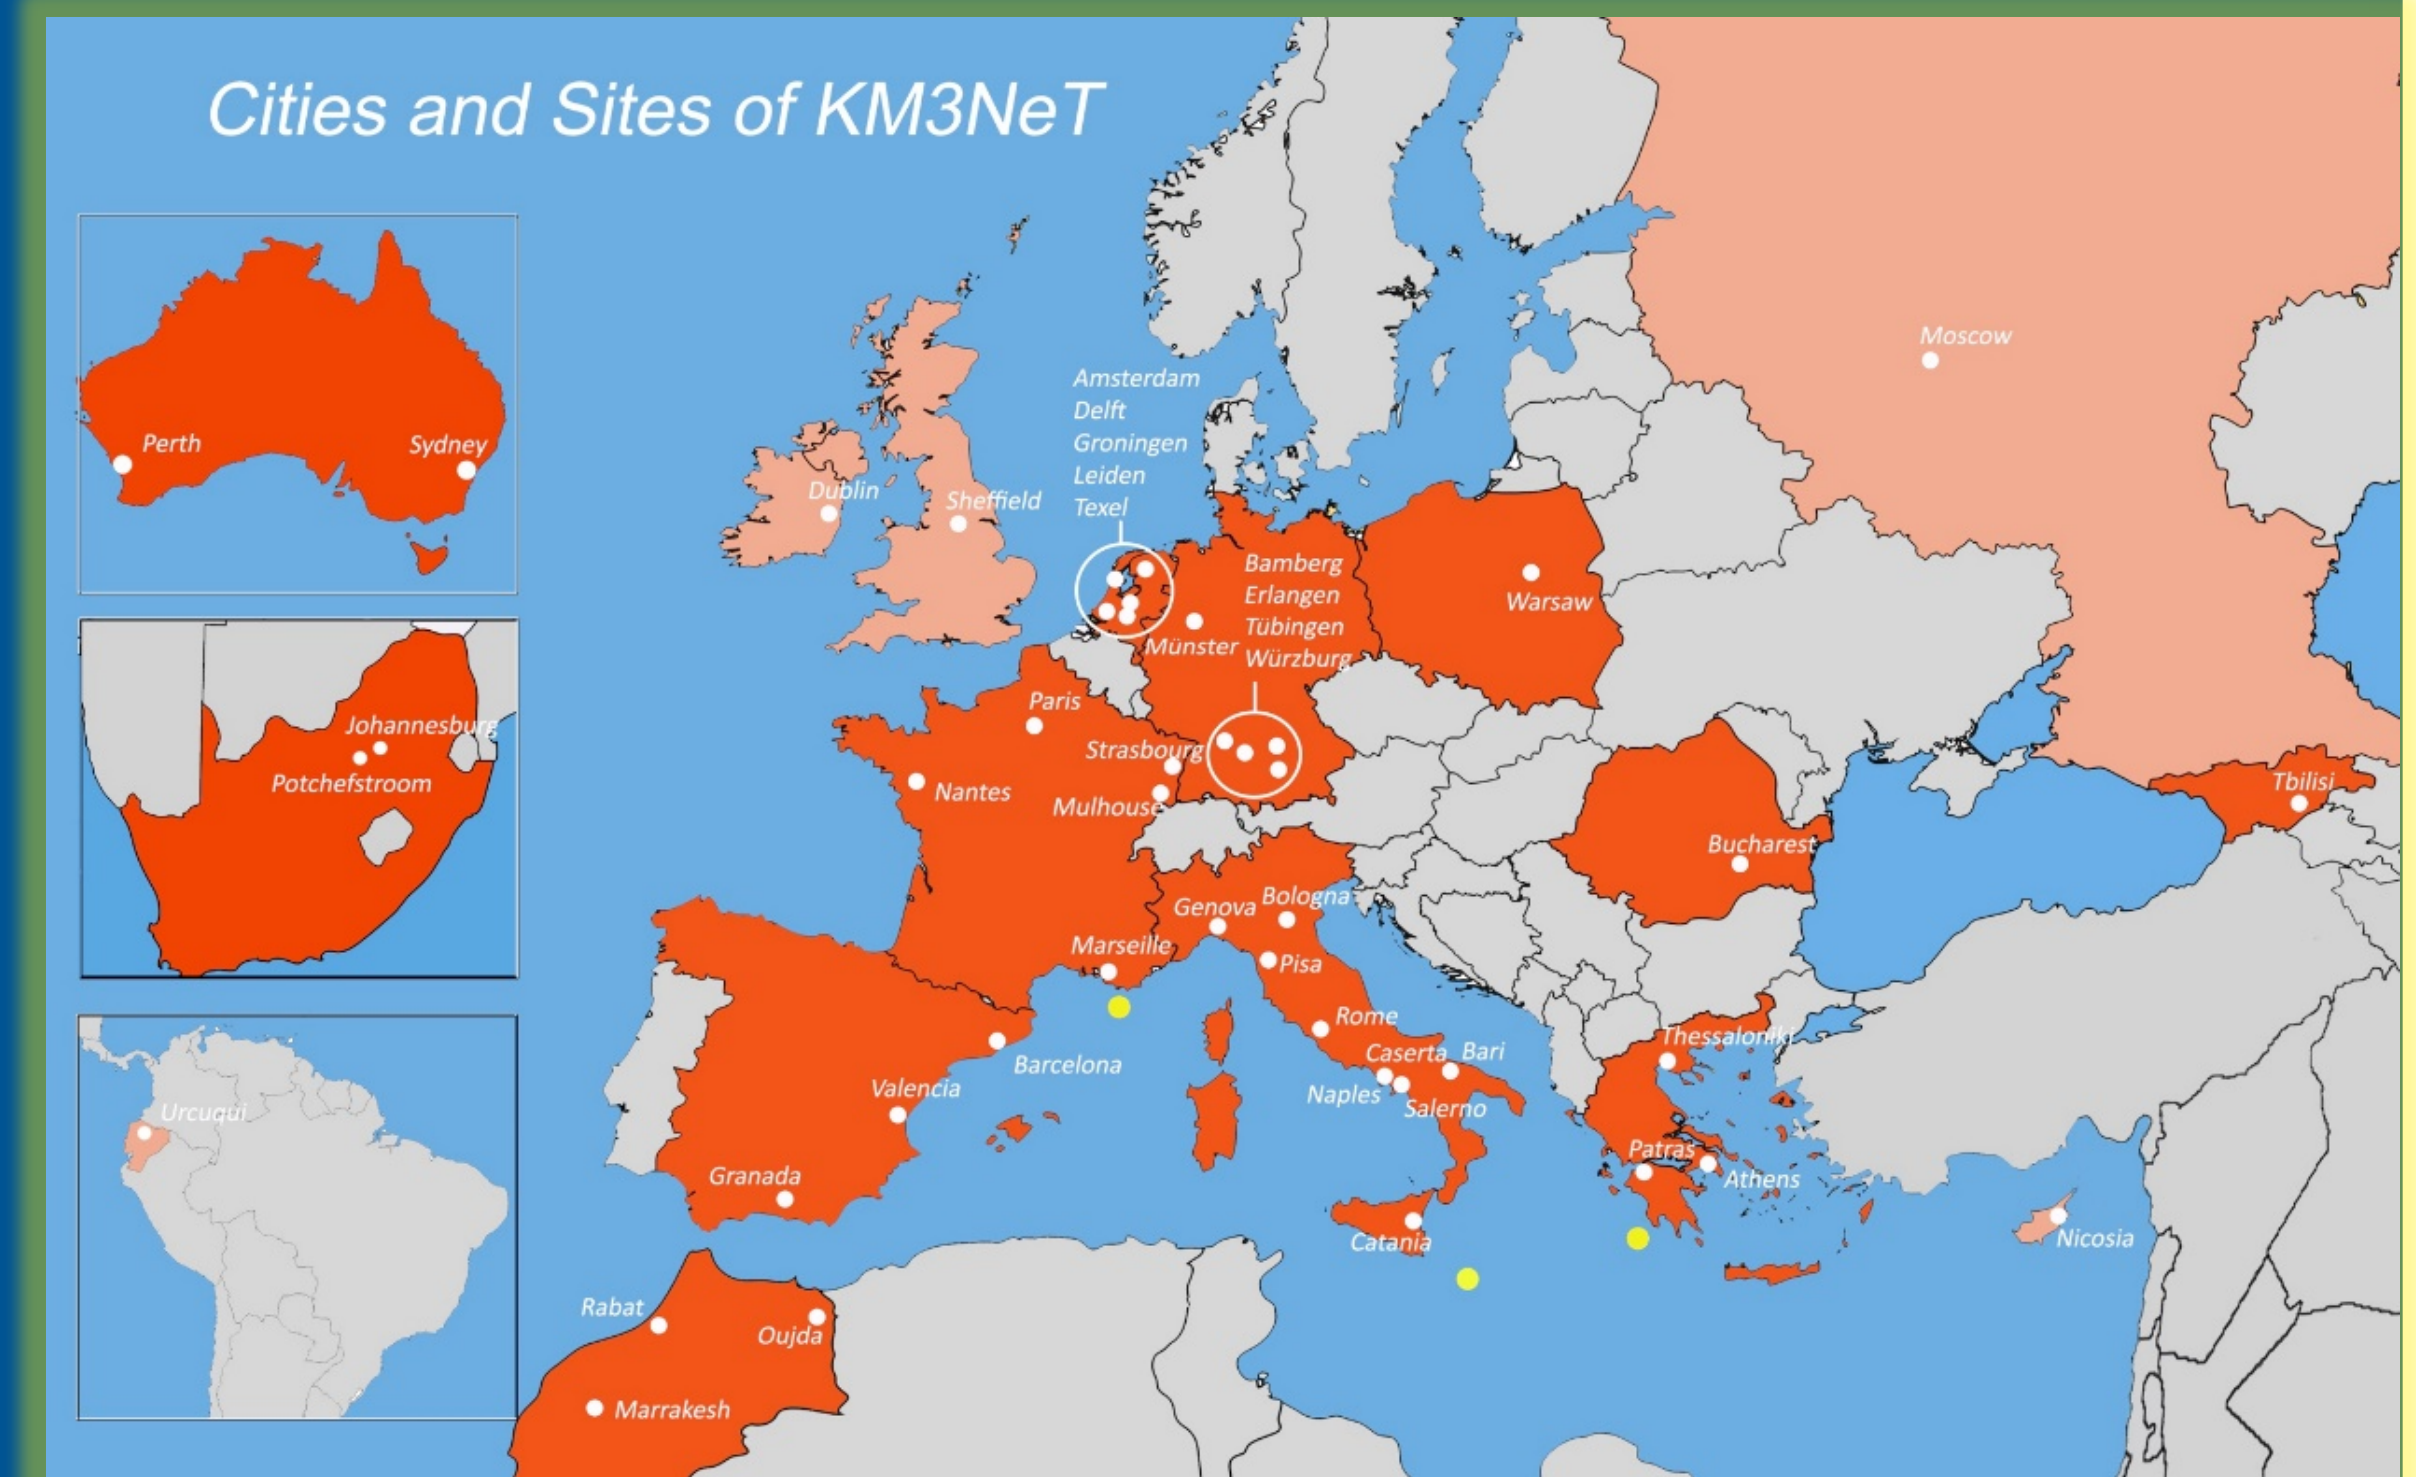 Cities and Sites of KM3NeT
Perth
Sydney
Johannesburg
Potchefstroom
Urcuqui
Moscow
Amsterdam
Delft
Groningen
Leiden
Texel
Dublin
Sheffield
Bamberg
Erlangen
Tübingen
Würzburg
Münster
Warsaw
Paris
Strasbourg
Nantes
Mulhouse
Tbilisi
Bucharest
Genova
Bologna
Marseille
Pisa
Rome
Thessaloniki
Caserta
Bari
Barcelona
Valencia
Naples
Salerno
Patras
Athens
Granada
Catania
Nicosia
Rabat
Oujda
Marrakesh